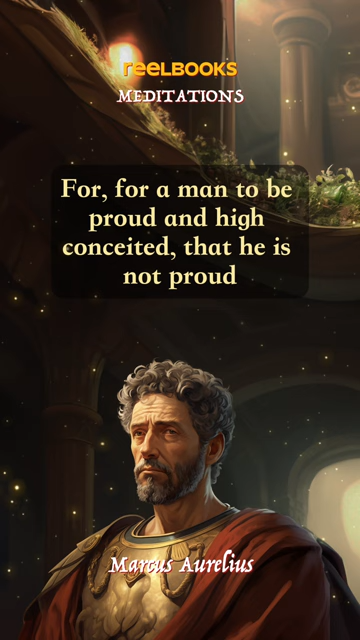 reelbooks
MEDITATIONS
For, for a man to be
proud and high
conceited, that he is
not proud
Marcus Aurelius